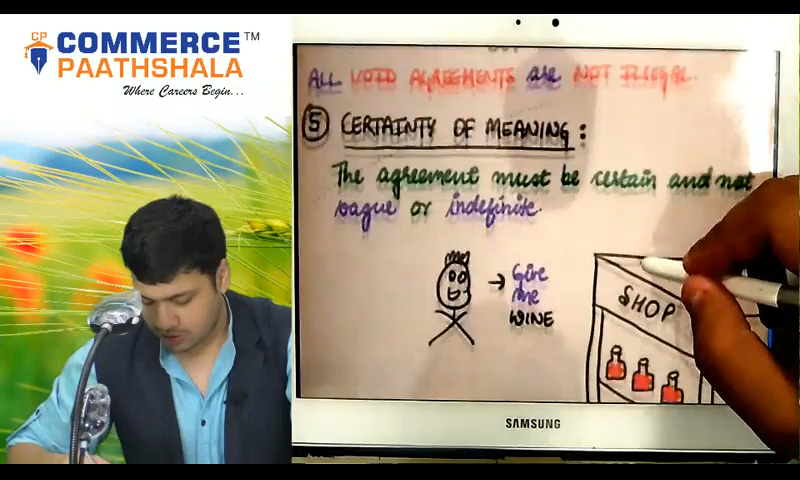 CP
COMMERCE™
PAATHSHALA
Where Careers Begin...
ALL VOID AGREEMENTS are NOT Illegal.
5 CERTAINTY OF MEANING :
The agreement must be certain and not
vague or indefinite.
→ Give
me
WINE
SHOP
SAMSUNG